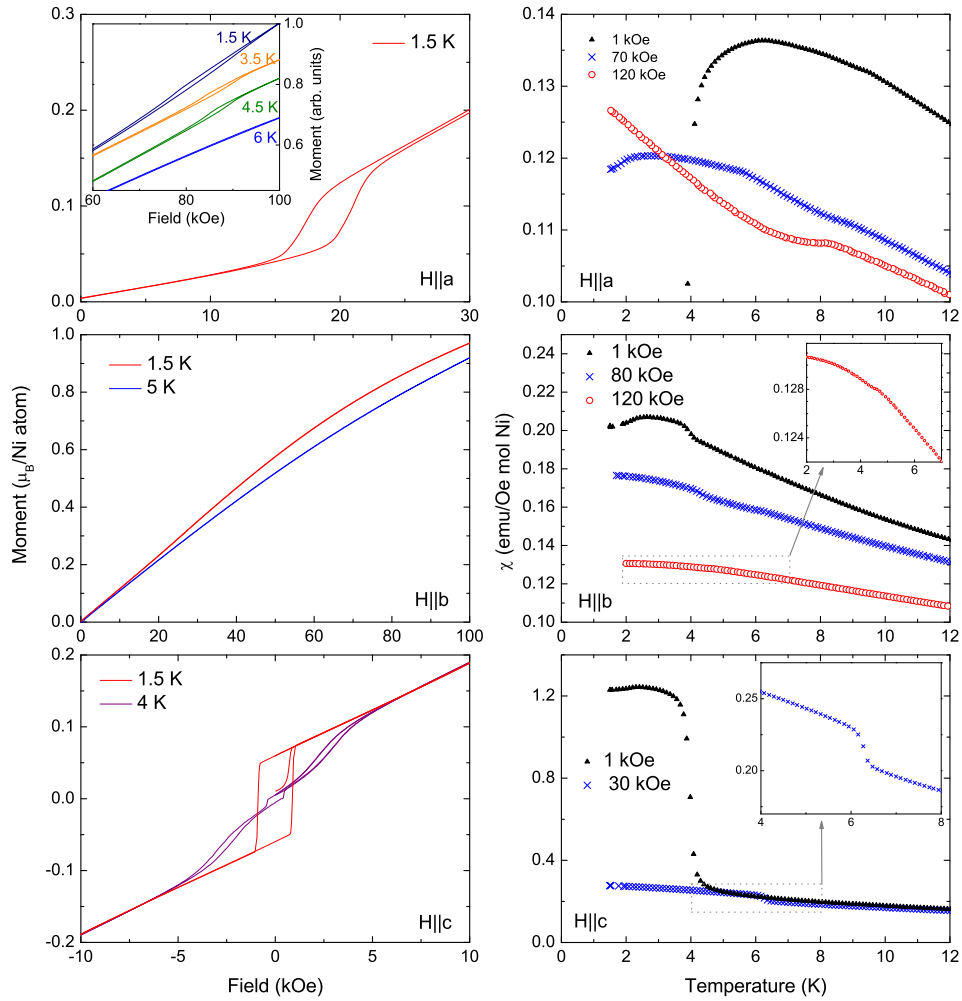 1.5 K
1.0
1.5 K
3.5 K
0.8
4.5 K
6 K
0.6
60
80
100
Field (kOe)
Moment (arb. units)
0.3
0.2
0.1
0.0
0
10
20
30
H||a
1 kOe
70 kOe
120 kOe
0.14
0.13
0.12
0.11
0.10
0
2
4
6
8
10
12
H||a
Moment (μB/Ni atom)
1.5 K
5 K
1.0
0.8
0.6
0.4
0.2
0.0
0
20
40
60
80
100
H||b
χ (emu/Oe mol Ni)
1 kOe
80 kOe
120 kOe
0.24
0.22
0.20
0.18
0.16
0.14
0.12
0.10
0.128
0.124
2
4
6
0
2
4
6
8
10
12
H||b
1.5 K
4 K
0.2
0.1
0.0
-0.1
-0.2
-10
-5
0
5
10
H||c
Field (kOe)
1 kOe
30 kOe
1.2
0.8
0.4
0.0
0.25
0.20
4
6
8
0
2
4
6
8
10
12
H||c
Temperature (K)